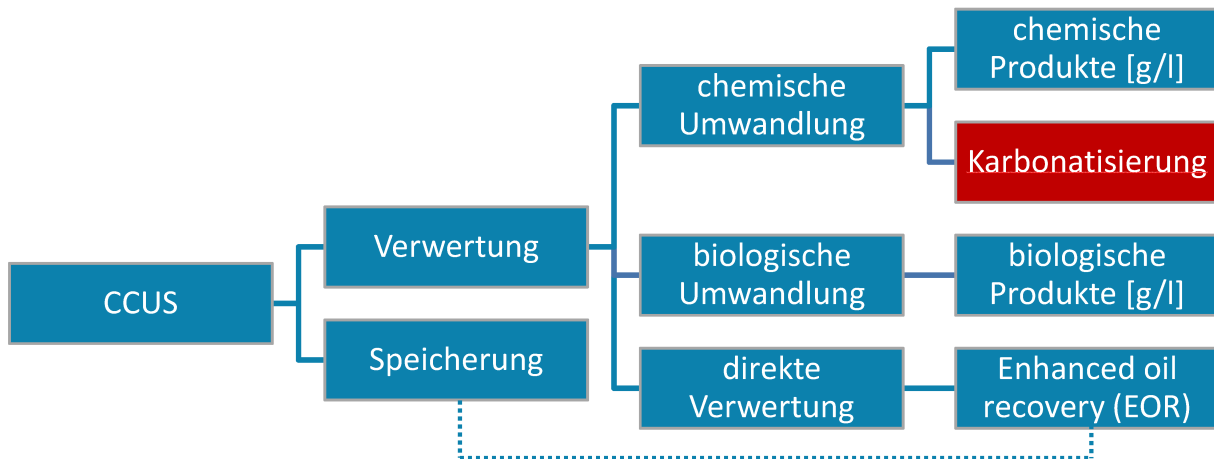 CCUS
Verwertung
Speicherung
chemische
Umwandlung
biologische
Umwandlung
direkte
Verwertung
chemische
Produkte [g/l]
Karbonatisierung
biologische
Produkte [g/l]
Enhanced oil
recovery (EOR)